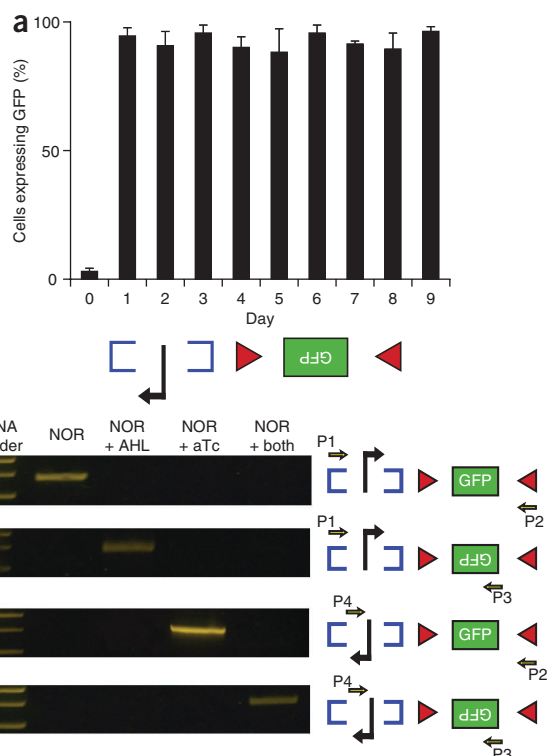 a
100
50
0
Cells expressing GFP (%)
0 1 2 3 4 5 6 7 8 9
Day
GFP
NA
der
NOR
NOR
+ AHL
NOR
+ aTc
NOR
+ both
P1
GFP
P2
P1
GFP
P3
P4
GFP
P2
P4
GFP
P3